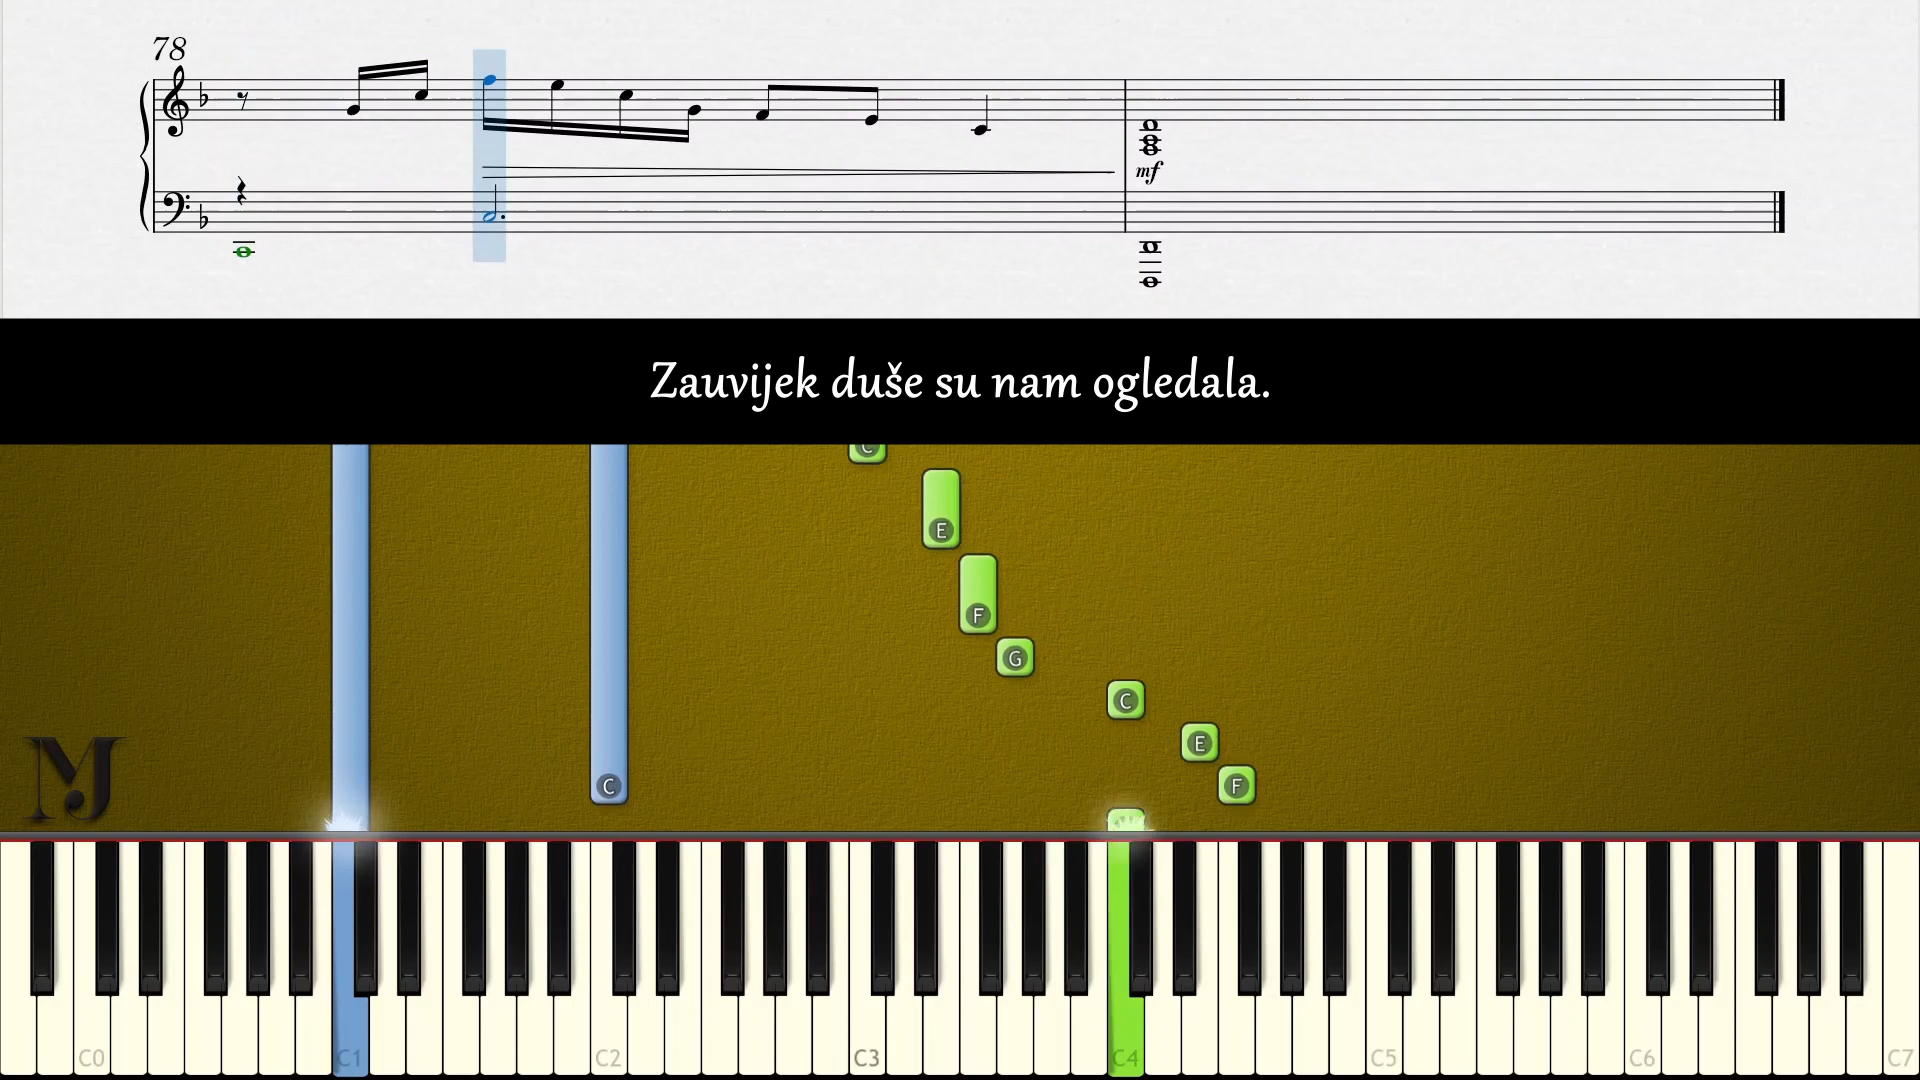 78
mf
Zauvijek duše su nam ogledala.
C
E
F
G
C
E
C
F
MJ
C0 C1 C2 C3 C4 C5 C6 C7